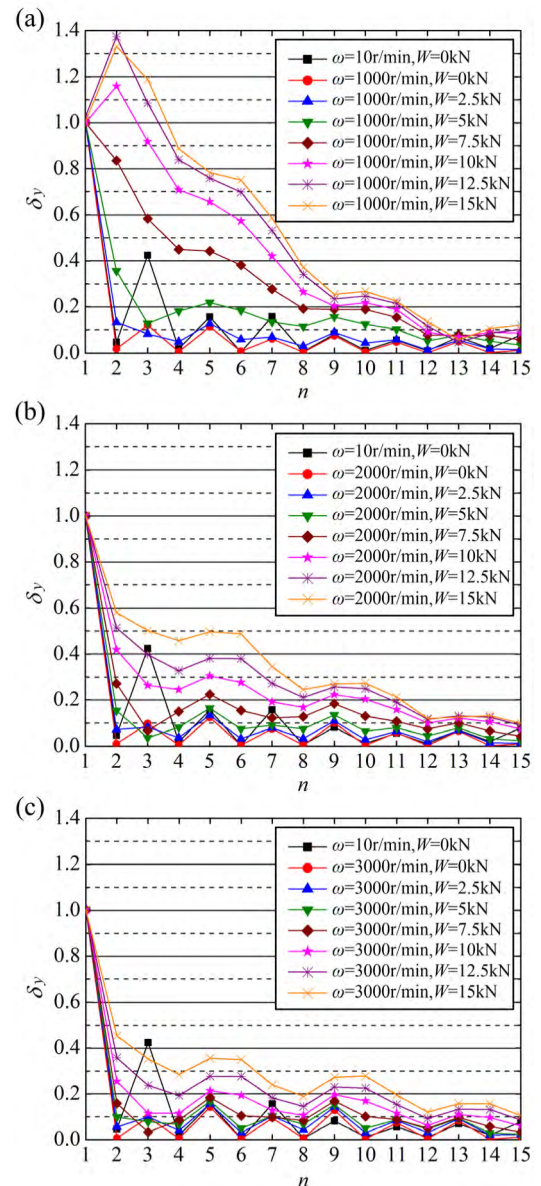 (a)
1.4
1.2
1.0
0.8
0.6
0.4
0.2
0.0
δy
ω=10r/min,W=0kN
ω=1000r/min,W=0kN
ω=1000r/min,W=2.5kN
ω=1000r/min,W=5kN
ω=1000r/min,W=7.5kN
ω=1000r/min,W=10kN
ω=1000r/min,W=12.5kN
ω=1000r/min,W=15kN
1 2 3 4 5 6 7 8 9 10 11 12 13 14 15
n
(b)
1.4
1.2
1.0
0.8
0.6
0.4
0.2
0.0
δy
ω=10r/min,W=0kN
ω=2000r/min,W=0kN
ω=2000r/min,W=2.5kN
ω=2000r/min,W=5kN
ω=2000r/min,W=7.5kN
ω=2000r/min,W=10kN
ω=2000r/min,W=12.5kN
ω=2000r/min,W=15kN
1 2 3 4 5 6 7 8 9 10 11 12 13 14 15
n
(c)
1.4
1.2
1.0
0.8
0.6
0.4
0.2
0.0
δy
ω=10r/min,W=0kN
ω=3000r/min,W=0kN
ω=3000r/min,W=2.5kN
ω=3000r/min,W=5kN
ω=3000r/min,W=7.5kN
ω=3000r/min,W=10kN
ω=3000r/min,W=12.5kN
ω=3000r/min,W=15kN
1 2 3 4 5 6 7 8 9 10 11 12 13 14 15
n